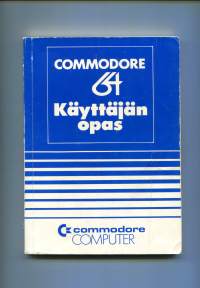 COMMODORE
64
Käyttäjän
opas
commodore
COMPUTER